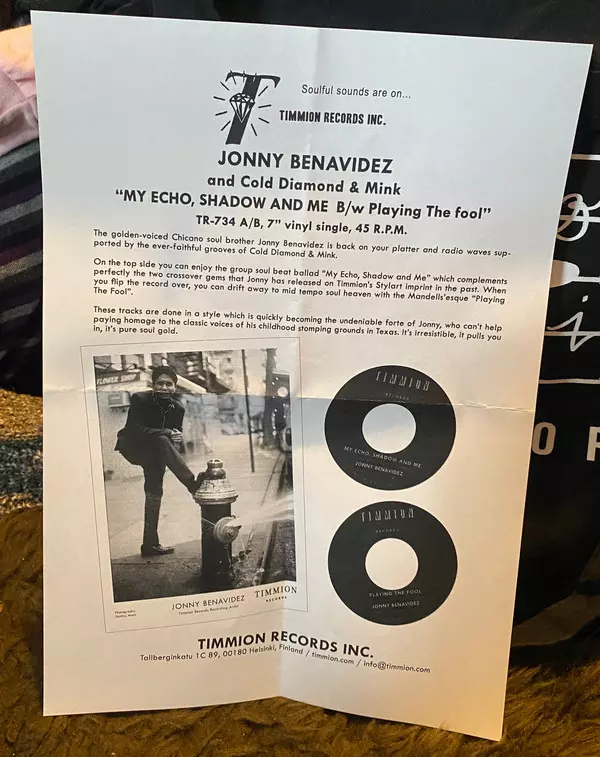 Soulful sounds are on...
T
TIMMION RECORDS INC.
JONNY BENAVIDEZ
and Cold Diamond & Mink
“MY ECHO, SHADOW AND ME B/w Playing The fool”
TR-734 A/B, 7” vinyl single, 45 R.P.M.
The golden-voiced Chicano soul brother Jonny Benavidez is back on your platter and radio waves sup-
ported by the ever-faithful grooves of Cold Diamond & Mink.
On the top side you can enjoy the group soul beat ballad “My Echo, Shadow and Me” which complements
perfectly the two crossover gems that Jonny has released on Timmion's Stylart imprint in the past. When
you flip the record over, you can drift away to mid tempo soul heaven with the Mandells'esque “Playing
The Fool”.
These tracks are done in a style which is quickly becoming the undeniable forte of Jonny, who can't help
paying homage to the classic voices of his childhood stomping grounds in Texas. It's irresistible, it pulls you
in, it's pure soul gold.
FLOWER SHOP
TIMMION
RECORDS
MY ECHO, SHADOW AND ME
JONNY BENAVIDEZ
TIMMION
RECORDS
PLAYING THE FOOL
JONNY BENAVIDEZ
Photography
JONNY BENAVIDEZ
Timmion Records Recording Artist
TIMMION
RECORDS
TIMMION RECORDS INC.
Tallberginkatu 1C 89, 00180 Helsinki, Finland / timmion.com / info@timmion.com